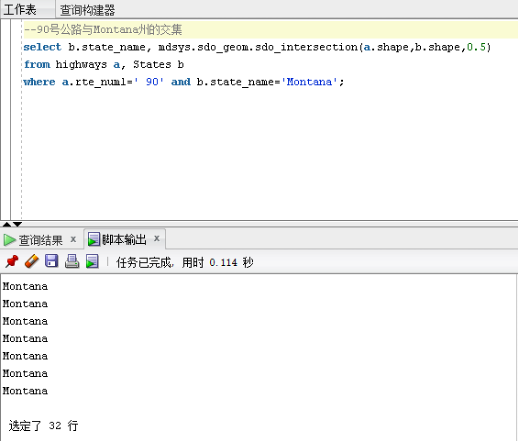 工作表 查询构建器
--90号公路与Montana州的交集
select b.state_name, mdsys.sdo_geom.sdo_intersection(a.shape,b.shape,0.5)
from highways a, States b
where a.rte_num1=' 90' and b.state_name='Montana';
查询结果 x 脚本输出 x
任务已完成, 用时 0.114 秒
Montana
Montana
Montana
Montana
Montana
Montana
Montana
选定了 32 行